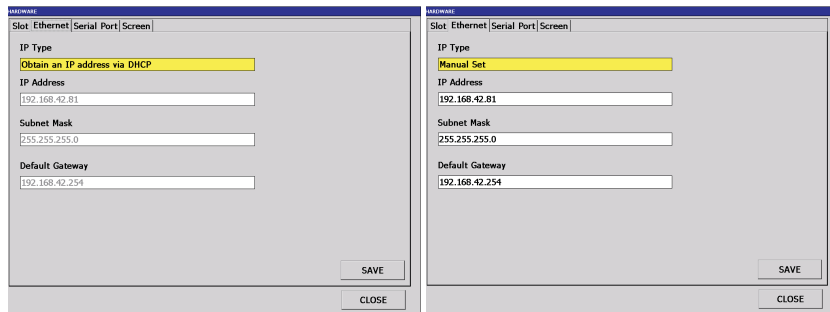 HARDWARE
Slot Ethernet Serial Port Screen
IP Type
Obtain an IP address via DHCP
IP Address
192.168.42.81
Subnet Mask
255.255.255.0
Default Gateway
192.168.42.254
SAVE
CLOSE
HARDWARE
Slot Ethernet Serial Port Screen
IP Type
Manual Set
IP Address
192.168.42.81
Subnet Mask
255.255.255.0
Default Gateway
192.168.42.254
SAVE
CLOSE